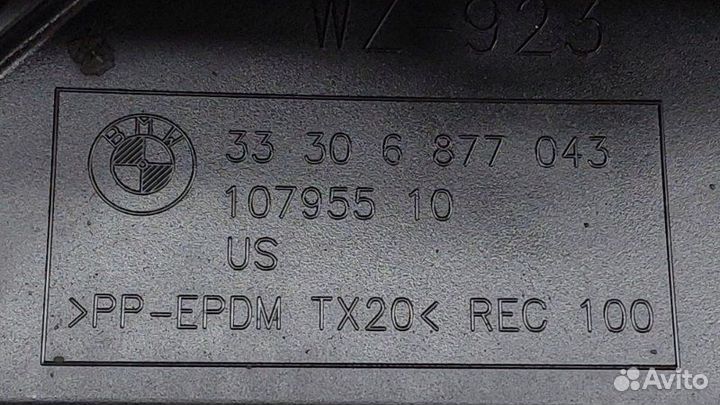 WZ-923
BMW
33 30 6 877 043
107955 10
US
>PP-EPDM TX20< REC 100
Avito